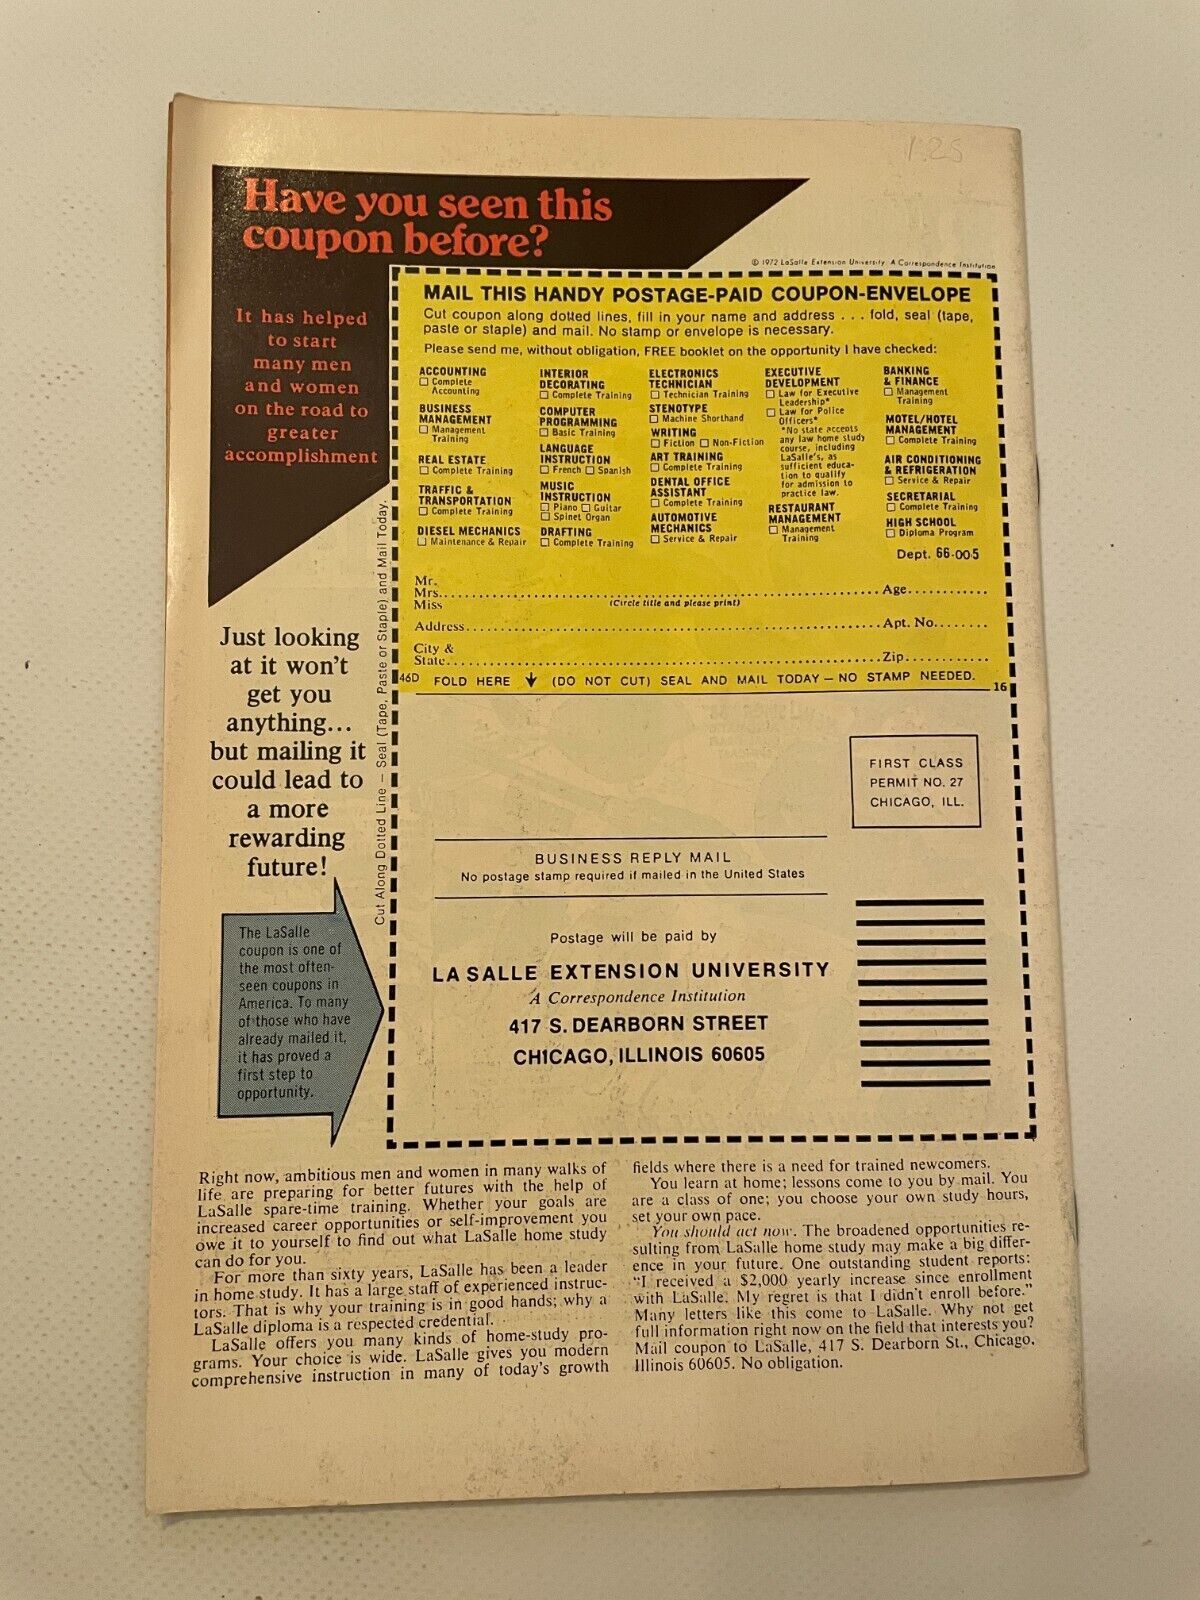 1.25
Have you seen this
coupon before?
It has helped
to start
many men
and women
on the road to
greater
accomplishment
© 1972 LaSalle Extension University A Correspondence Institution
MAIL THIS HANDY POSTAGE-PAID COUPON-ENVELOPE
Cut coupon along dotted lines, fill in your name and address . . . fold, seal (tape,
paste or staple) and mail. No stamp or envelope is necessary.
Please send me, without obligation, FREE booklet on the opportunity I have checked:
ACCOUNTING
☐ Complete
Accounting
BUSINESS
MANAGEMENT
☐ Management
Training
REAL ESTATE
☐ Complete Training
TRAFFIC &
TRANSPORTATION
☐ Complete Training
DIESEL MECHANICS
☐ Maintenance & Repair
INTERIOR
DECORATING
☐ Complete Training
COMPUTER
PROGRAMMING
☐ Basic Training
LANGUAGE
INSTRUCTION
☐ French ☐ Spanish
MUSIC
INSTRUCTION
☐ Piano ☐ Guitar
☐ Spinet Organ
DRAFTING
☐ Complete Training
ELECTRONICS
TECHNICIAN
☐ Technician Training
STENOTYPE
☐ Machine Shorthand
WRITING
☐ Fiction ☐ Non-Fiction
ART TRAINING
☐ Complete Training
DENTAL OFFICE
ASSISTANT
☐ Complete Training
AUTOMOTIVE
MECHANICS
☐ Service & Repair
EXECUTIVE
DEVELOPMENT
☐ Law for Executive
Leadership*
☐ Law for Police
Officers*
*No state accepts
any law home study
course, including
LaSalle's, as
sufficient educa-
tion to qualify
for admission to
practice law.
RESTAURANT
MANAGEMENT
☐ Management
Training
BANKING
& FINANCE
☐ Management
Training
MOTEL/HOTEL
MANAGEMENT
☐ Complete Training
AIR CONDITIONING
& REFRIGERATION
☐ Service & Repair
SECRETARIAL
☐ Complete Training
HIGH SCHOOL
☐ Diploma Program
Dept. 66-005
Mr.
Mrs. Age
Miss (Circle title and please print)
Address Apt. No.
City &
State Zip
46D FOLD HERE ↓ (DO NOT CUT) SEAL AND MAIL TODAY — NO STAMP NEEDED.
16
Cut Along Dotted Line — Seal (Tape, Paste or Staple) and Mail Today.
Just looking
at it won't
get you
anything...
but mailing it
could lead to
a more
rewarding
future!
The LaSalle
coupon is one of
the most often-
seen coupons in
America. To many
of those who have
already mailed it,
it has proved a
first step to
opportunity.
FIRST CLASS
PERMIT NO. 27
CHICAGO, ILL.
BUSINESS REPLY MAIL
No postage stamp required if mailed in the United States
Postage will be paid by
LA SALLE EXTENSION UNIVERSITY
A Correspondence Institution
417 S. DEARBORN STREET
CHICAGO, ILLINOIS 60605
Right now, ambitious men and women in many walks of
life are preparing for better futures with the help of
LaSalle spare-time training. Whether your goals are
increased career opportunities or self-improvement you
owe it to yourself to find out what LaSalle home study
can do for you.
For more than sixty years, LaSalle has been a leader
in home study. It has a large staff of experienced instruc-
tors. That is why your training is in good hands; why a
LaSalle diploma is a respected credential.
LaSalle offers you many kinds of home-study pro-
grams. Your choice is wide. LaSalle gives you modern
comprehensive instruction in many of today's growth
fields where there is a need for trained newcomers.
You learn at home; lessons come to you by mail. You
are a class of one; you choose your own study hours,
set your own pace.
You should act now. The broadened opportunities re-
sulting from LaSalle home study may make a big differ-
ence in your future. One outstanding student reports:
"I received a $2,000 yearly increase since enrollment
with LaSalle. My regret is that I didn't enroll before."
Many letters like this come to LaSalle. Why not get
full information right now on the field that interests you?
Mail coupon to LaSalle, 417 S. Dearborn St., Chicago,
Illinois 60605. No obligation.